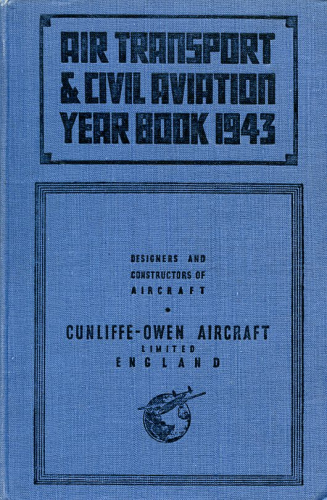 AIR TRANSPORT
& CIVIL AVIATION
YEAR BOOK 1943
DESIGNERS AND
CONSTRUCTORS OF
AIRCRAFT
CUNLIFFE-OWEN AIRCRAFT
LIMITED
ENGLAND